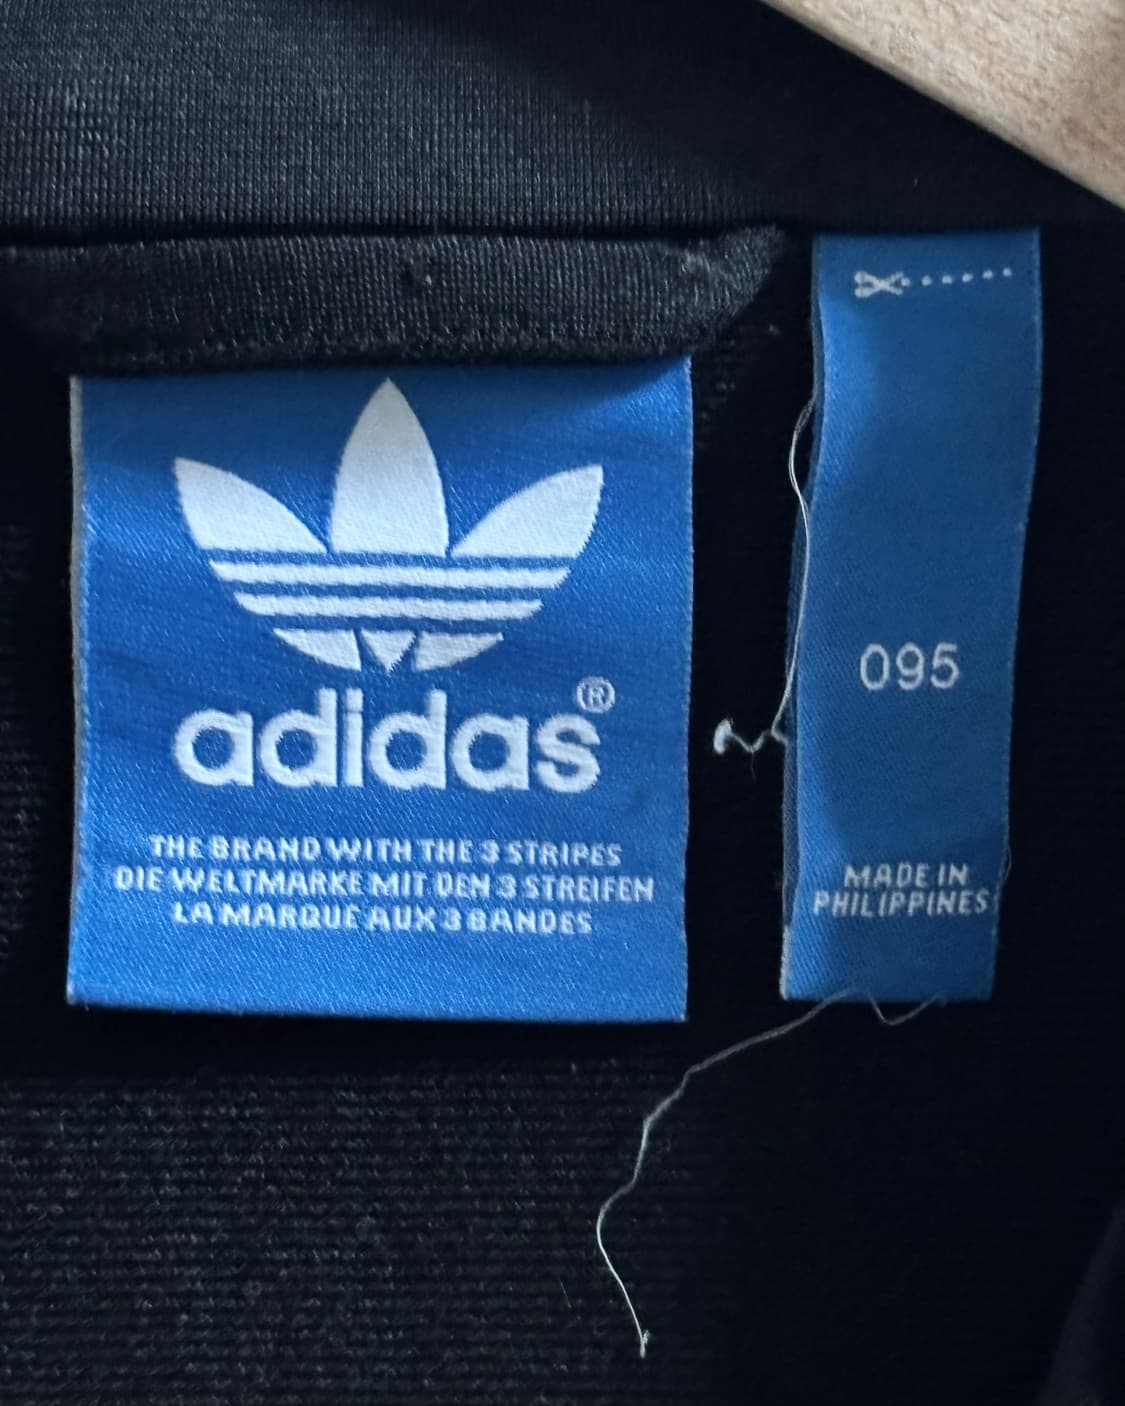 adidas®
THE BRAND WITH THE 3 STRIPES
DIE WELTMARKE MIT DEN 3 STREIFEN
LA MARQUE AUX 3 BANDES
095
MADE IN
PHILIPPINES